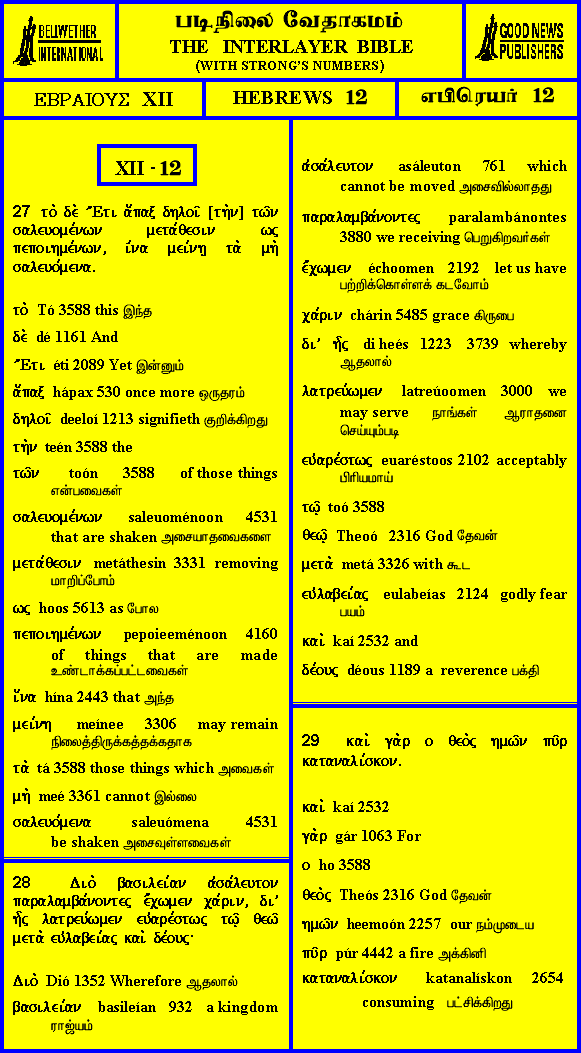 BELLWETHER
INTERNATIONAL
படிநிலை வேதாகமம்
THE INTERLAYER BIBLE
(WITH STRONG'S NUMBERS)
GOOD NEWS
PUBLISHERS
ΕΒΡΑΙΟΥΣ XII
HEBREWS 12
எபிரெயர் 12
XII - 12
27 τὸ δὲ Ἔτι ἅπαξ δηλοῖ [τὴν] τῶν
σαλευομένων μετάθεσιν ως
πεποιημένων, ἵνα μείνῃ τὰ μὴ
σαλευόμενα.
τὸ Tó 3588 this இந்த
δὲ dé 1161 And
Ἔτι éti 2089 Yet இன்னும்
ἅπαξ hápax 530 once more ஒருதரம்
δηλοῖ deeloí 1213 signifieth குறிக்கிறது
τὴν teén 3588 the
τῶν toón 3588 of those things
என்பவைகள்
σαλευομένων saleuoménoon 4531
that are shaken அசையாதவைகளை
μετάθεσιν metáthesin 3331 removing
மாறிப்போம்
ως hoos 5613 as போல
πεποιημένων pepoieeménoon 4160
of things that are made
உண்டாக்கப்பட்டவைகள்
ἵνα hína 2443 that அந்த
μείνῃ meínee 3306 may remain
நிலைத்திருக்கத்தக்கதாக
τὰ tá 3588 those things which அவைகள்
μὴ meé 3361 cannot இல்லை
σαλευόμενα saleuómena 4531
be shaken அசைவுள்ளவைகள்
28 Διὸ βασιλείαν ἀσάλευτον
παραλαμβάνοντες ἔχωμεν χάριν, δι'
ἧς λατρεύωμεν εὐαρέστως τῷ θεῶ
μετὰ εὐλαβείας καὶ δέους·
Διὸ Dió 1352 Wherefore ஆதலால்
βασιλείαν basileían 932 a kingdom
ராஜ்யம்
ἀσάλευτον asáleuton 761 which
cannot be moved அசைவில்லாதது
παραλαμβάνοντες paralambánontes
3880 we receiving பெறுகிறவர்கள்
ἔχωμεν échoomen 2192 let us have
பற்றிக்கொள்ளக் கடவோம்
χάριν chárin 5485 grace கிருபை
δι' ἧς di heés 1223 3739 whereby
ஆதலால்
λατρεύωμεν latreúoomen 3000 we
may serve நாங்கள் ஆராதனை
செய்யும்படி
εὐαρέστως euaréstoos 2102 acceptably
பிரியமாய்
τῷ toó 3588
θεῷ Theoó 2316 God தேவன்
μετὰ metá 3326 with கூட
εὐλαβείας eulabeías 2124 godly fear
பயம்
καὶ kaí 2532 and
δέους déous 1189 a reverence பக்தி
29 καὶ γὰρ ο θεὸς ημῶν πῦρ
καταναλίσκον.
καὶ kaí 2532
γὰρ gár 1063 For
ο ho 3588
θεὸς Theós 2316 God தேவன்
ημῶν heemoón 2257 our நம்முடைய
πῦρ púr 4442 a fire அக்கினி
καταναλίσκον katanalískon 2654
consuming பட்சிக்கிறது